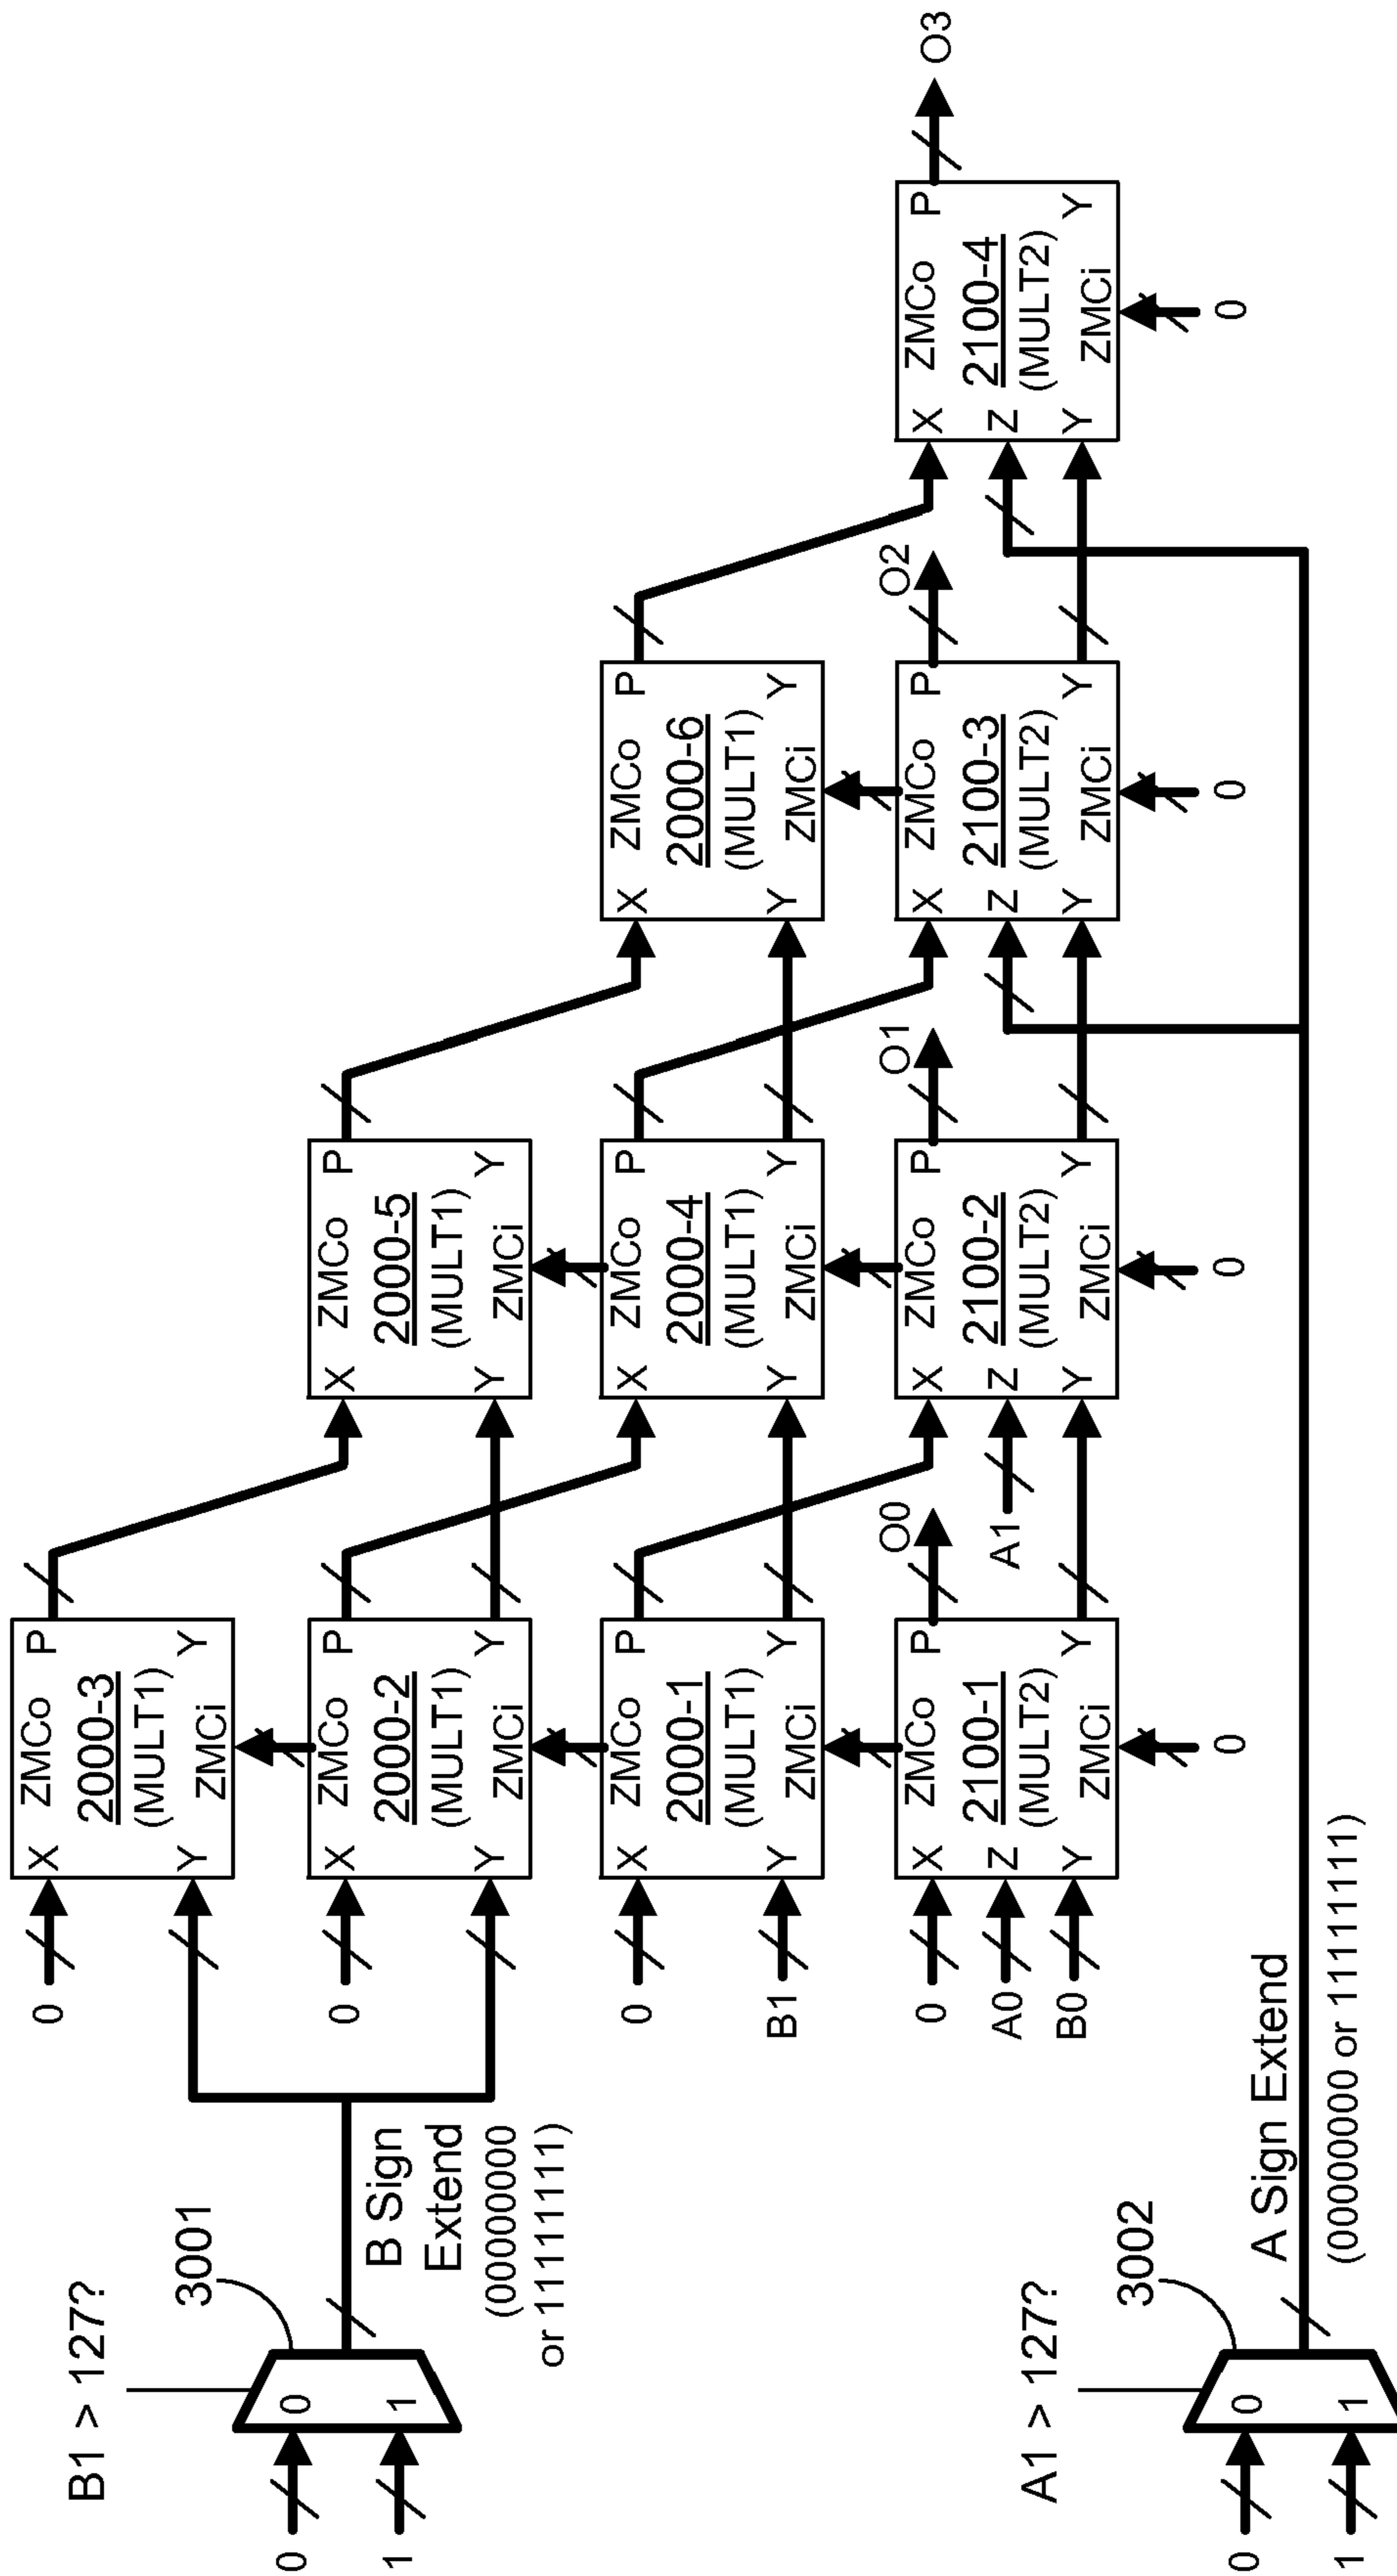 B1 > 127?
3001
0
1
0
1
B Sign
Extend
(00000000
or 11111111)
A1 > 127?
3002
0
1
0
1
A Sign Extend
(00000000 or 11111111)
0
X ZMCo P
2000-3
(MULT1)
Y ZMCi Y
0
X ZMCo P
2000-2
(MULT1)
Y ZMCi Y
0
X ZMCo P
2000-1
(MULT1)
B1
Y ZMCi Y
0
X ZMCo P
O0
A0
Z 2100-1
(MULT2)
B0
Y ZMCi Y
0
X ZMCo P
2000-5
(MULT1)
Y ZMCi Y
X ZMCo P
2000-4
(MULT1)
Y ZMCi Y
X ZMCo P
O1
A1
Z 2100-2
(MULT2)
Y ZMCi Y
0
X ZMCo P
2000-6
(MULT1)
Y ZMCi Y
X ZMCo P
O2
Z 2100-3
(MULT2)
Y ZMCi Y
0
X ZMCo P
O3
Z 2100-4
(MULT2)
Y ZMCi Y
0